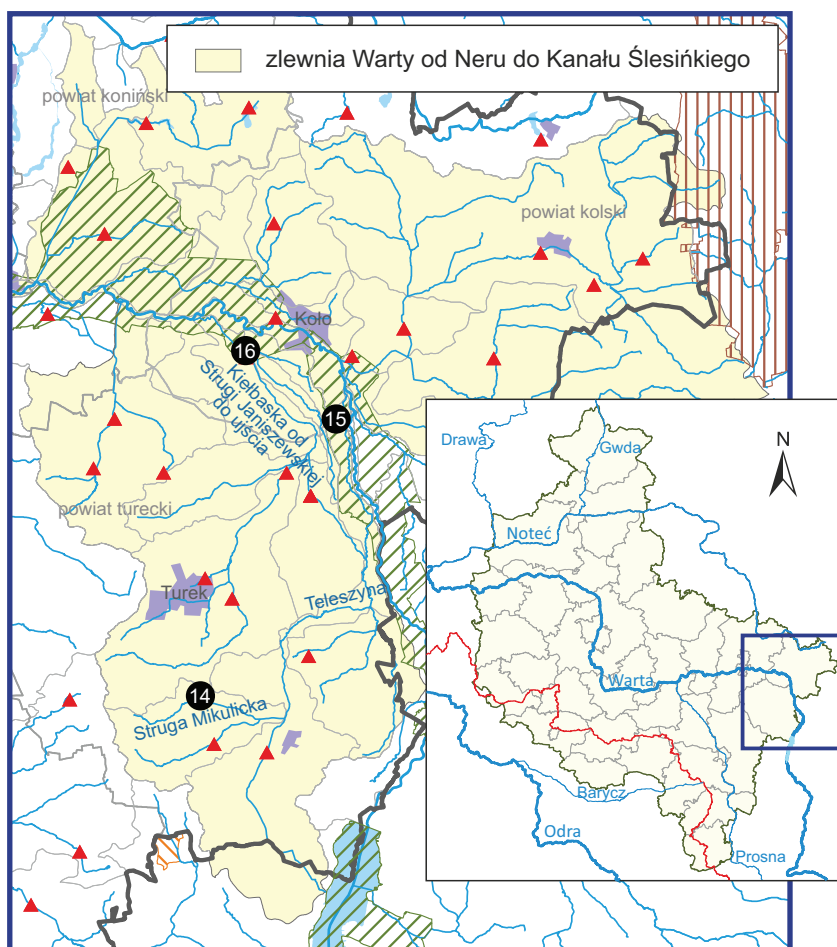 zlewnia Warty od Neru do Kanału Ślesińkiego
powiat koniński
powiat kolski
Koło
16
Kiełbaska od
Strugi Janiszewskiej
do ujścia
15
powiat turecki
Turek
Teleszyna
14
Struga Mikulicka
N
Drawa
Gwda
Noteć
Warta
Barycz
Odra
Prosna